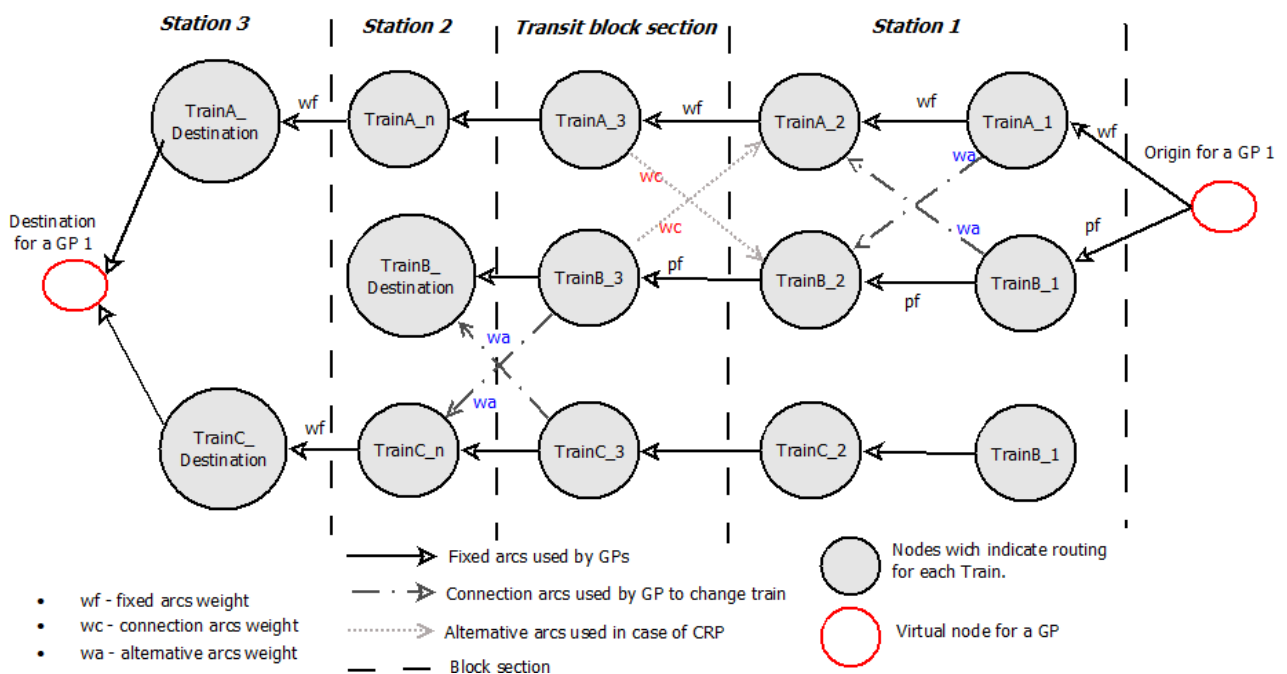 Station 3
Station 2
Transit block section
Station 1
TrainA_
Destination
wf
TrainA_n
TrainA_3
wf
TrainA_2
wf
TrainA_1
wf
Origin for a GP 1
wc
wa
Destination
for a GP 1
wc
wa
pf
TrainB_
Destination
TrainB_3
pf
TrainB_2
pf
TrainB_1
wa
wa
TrainC_
Destination
wf
TrainC_n
TrainC_3
TrainC_2
TrainB_1
Fixed arcs used by GPs
Connection arcs used by GP to change train
Alternative arcs used in case of CRP
Block section
Nodes wich indicate routing
for each Train.
Virtual node for a GP
• wf - fixed arcs weight
• wc - connection arcs weight
• wa - alternative arcs weight